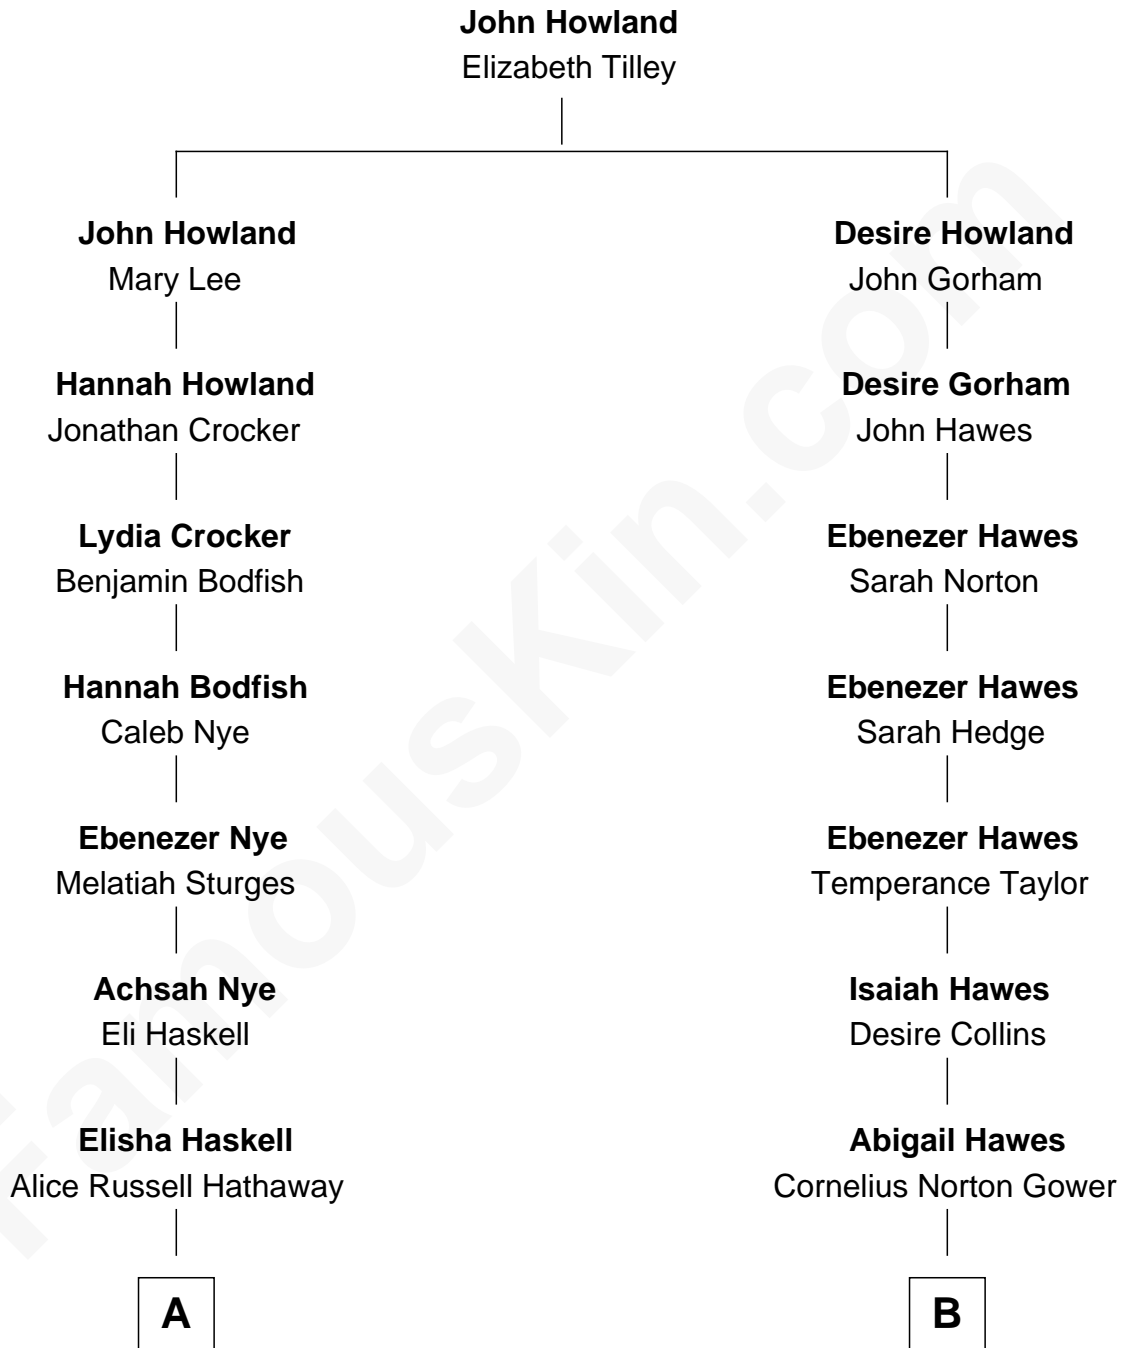 John Howland
Elizabeth Tilley
John Howland
Mary Lee
Desire Howland
John Gorham
Hannah Howland
Jonathan Crocker
Desire Gorham
John Hawes
Lydia Crocker
Benjamin Bodfish
Ebenezer Hawes
Sarah Norton
Hannah Bodfish
Caleb Nye
Ebenezer Hawes
Sarah Hedge
Ebenezer Nye
Melatiah Sturges
Ebenezer Hawes
Temperance Taylor
Achsah Nye
Eli Haskell
Isaiah Hawes
Desire Collins
Elisha Haskell
Alice Russell Hathaway
Abigail Hawes
Cornelius Norton Gower
A
B
FamousKin.com